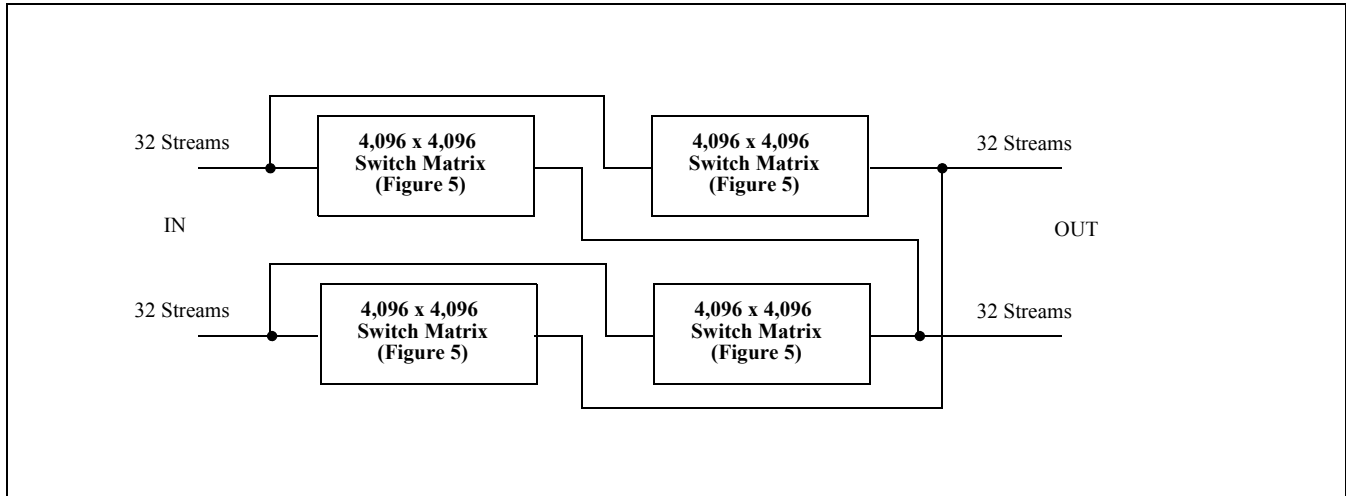 32 Streams
4,096 x 4,096
Switch Matrix
(Figure 5)
4,096 x 4,096
Switch Matrix
(Figure 5)
32 Streams
IN
OUT
32 Streams
4,096 x 4,096
Switch Matrix
(Figure 5)
4,096 x 4,096
Switch Matrix
(Figure 5)
32 Streams